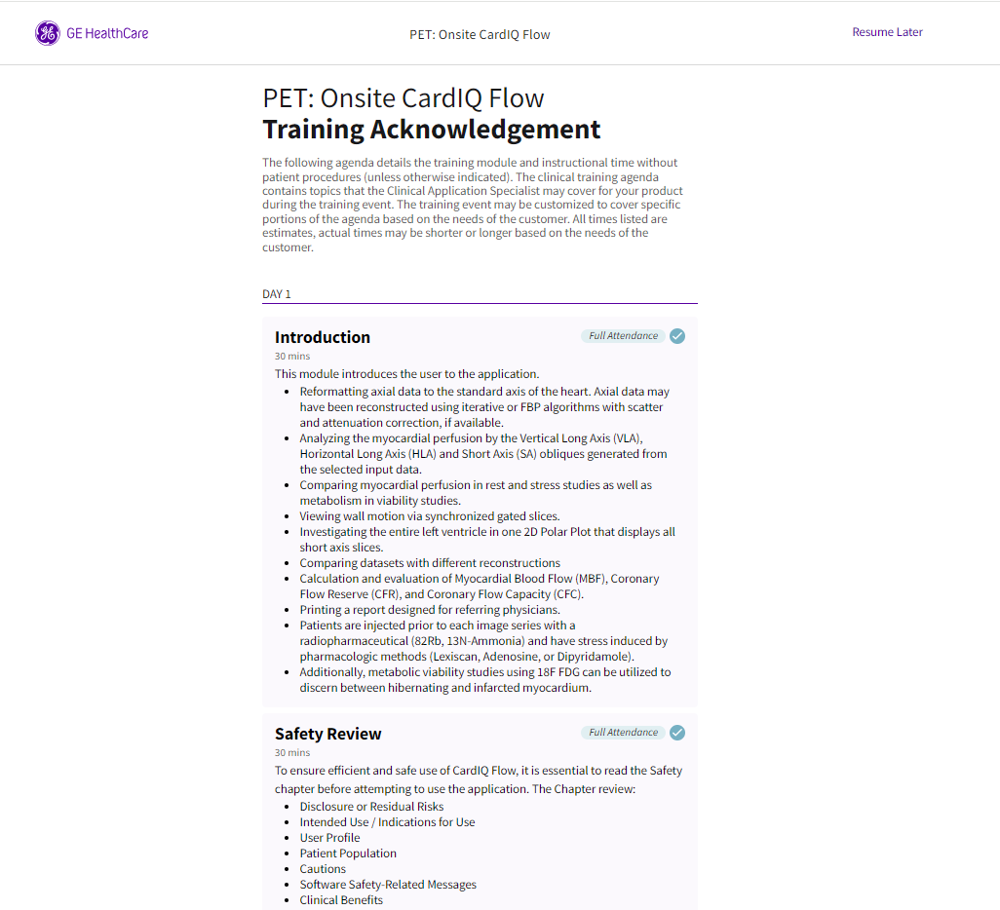 GE HealthCare
PET: Onsite CardIQ Flow
Resume Later
PET: Onsite CardIQ Flow
Training Acknowledgement
The following agenda details the training module and instructional time without
patient procedures (unless otherwise indicated). The clinical training agenda
contains topics that the Clinical Application Specialist may cover for your product
during the training event. The training event may be customized to cover specific
portions of the agenda based on the needs of the customer. All times listed are
estimates, actual times may be shorter or longer based on the needs of the
customer.
DAY 1
Introduction
Full Attendance
30 mins
This module introduces the user to the application.
• Reformatting axial data to the standard axis of the heart. Axial data may
have been reconstructed using iterative or FBP algorithms with scatter
and attenuation correction, if available.
• Analyzing the myocardial perfusion by the Vertical Long Axis (VLA),
Horizontal Long Axis (HLA) and Short Axis (SA) obliques generated from
the selected input data.
• Comparing myocardial perfusion in rest and stress studies as well as
metabolism in viability studies.
• Viewing wall motion via synchronized gated slices.
• Investigating the entire left ventricle in one 2D Polar Plot that displays all
short axis slices.
• Comparing datasets with different reconstructions
• Calculation and evaluation of Myocardial Blood Flow (MBF), Coronary
Flow Reserve (CFR), and Coronary Flow Capacity (CFC).
• Printing a report designed for referring physicians.
• Patients are injected prior to each image series with a
radiopharmaceutical (82Rb, 13N-Ammonia) and have stress induced by
pharmacologic methods (Lexiscan, Adenosine, or Dipyridamole).
• Additionally, metabolic viability studies using 18F FDG can be utilized to
discern between hibernating and infarcted myocardium.
Safety Review
Full Attendance
30 mins
To ensure efficient and safe use of CardIQ Flow, it is essential to read the Safety
chapter before attempting to use the application. The Chapter review:
• Disclosure or Residual Risks
• Intended Use / Indications for Use
• User Profile
• Patient Population
• Cautions
• Software Safety-Related Messages
• Clinical Benefits